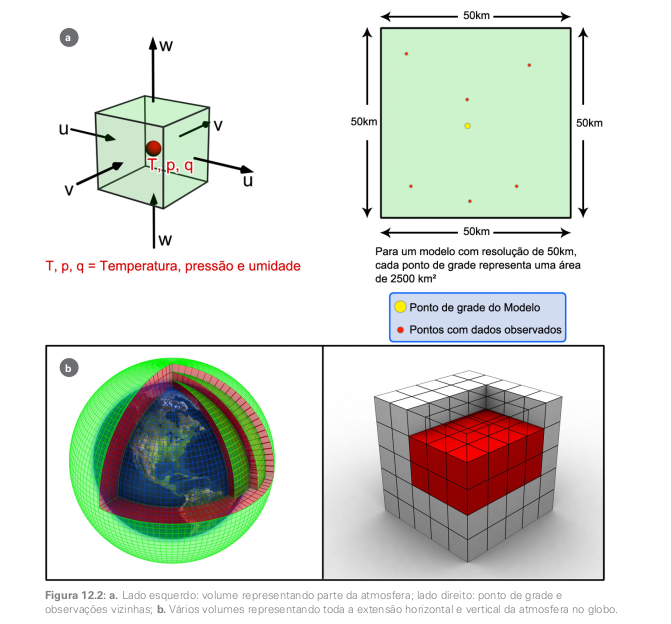 a
w
u
v
T, p, q
v
u
w
T, p, q = Temperatura, pressão e umidade
50km
50km
50km
50km
Para um modelo com resolução de 50km,
cada ponto de grade representa uma área
de 2500 km²
Ponto de grade do Modelo
Pontos com dados observados
b
Figura 12.2: a. Lado esquerdo: volume representando parte da atmosfera; lado direito: ponto de grade e
observações vizinhas; b. Vários volumes representando toda a extensão horizontal e vertical da atmosfera no globo.